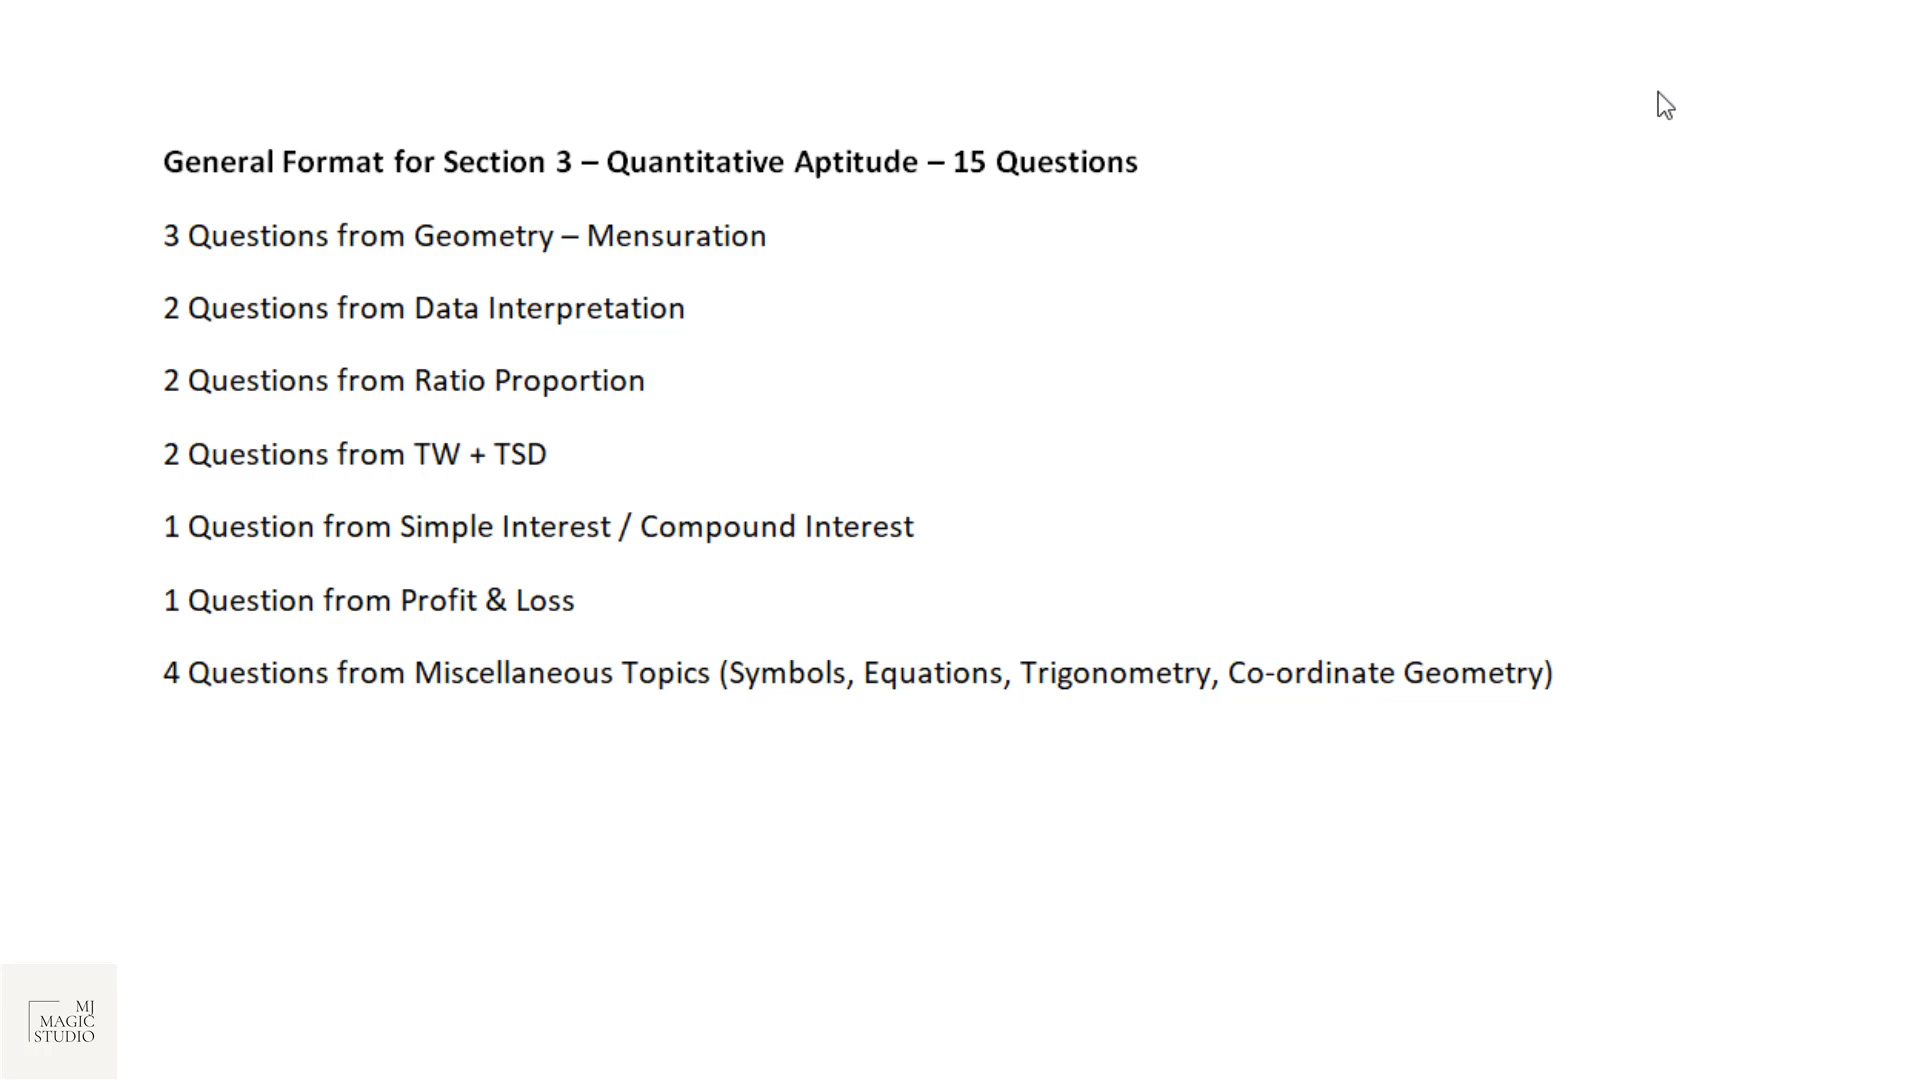 General Format for Section 3 – Quantitative Aptitude – 15 Questions
3 Questions from Geometry – Mensuration
2 Questions from Data Interpretation
2 Questions from Ratio Proportion
2 Questions from TW + TSD
1 Question from Simple Interest / Compound Interest
1 Question from Profit & Loss
4 Questions from Miscellaneous Topics (Symbols, Equations, Trigonometry, Co-ordinate Geometry)
MJ
MAGIC
STUDIO